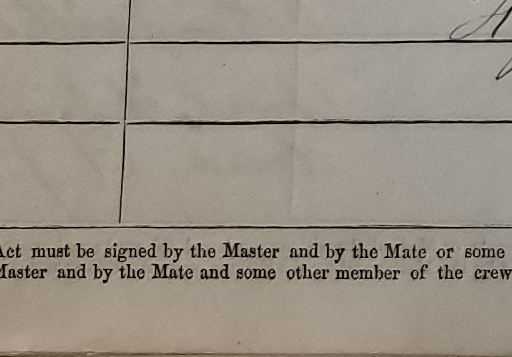 Act must be signed by the Master and by the Mate or some
Master and by the Mate and some other member of the crew